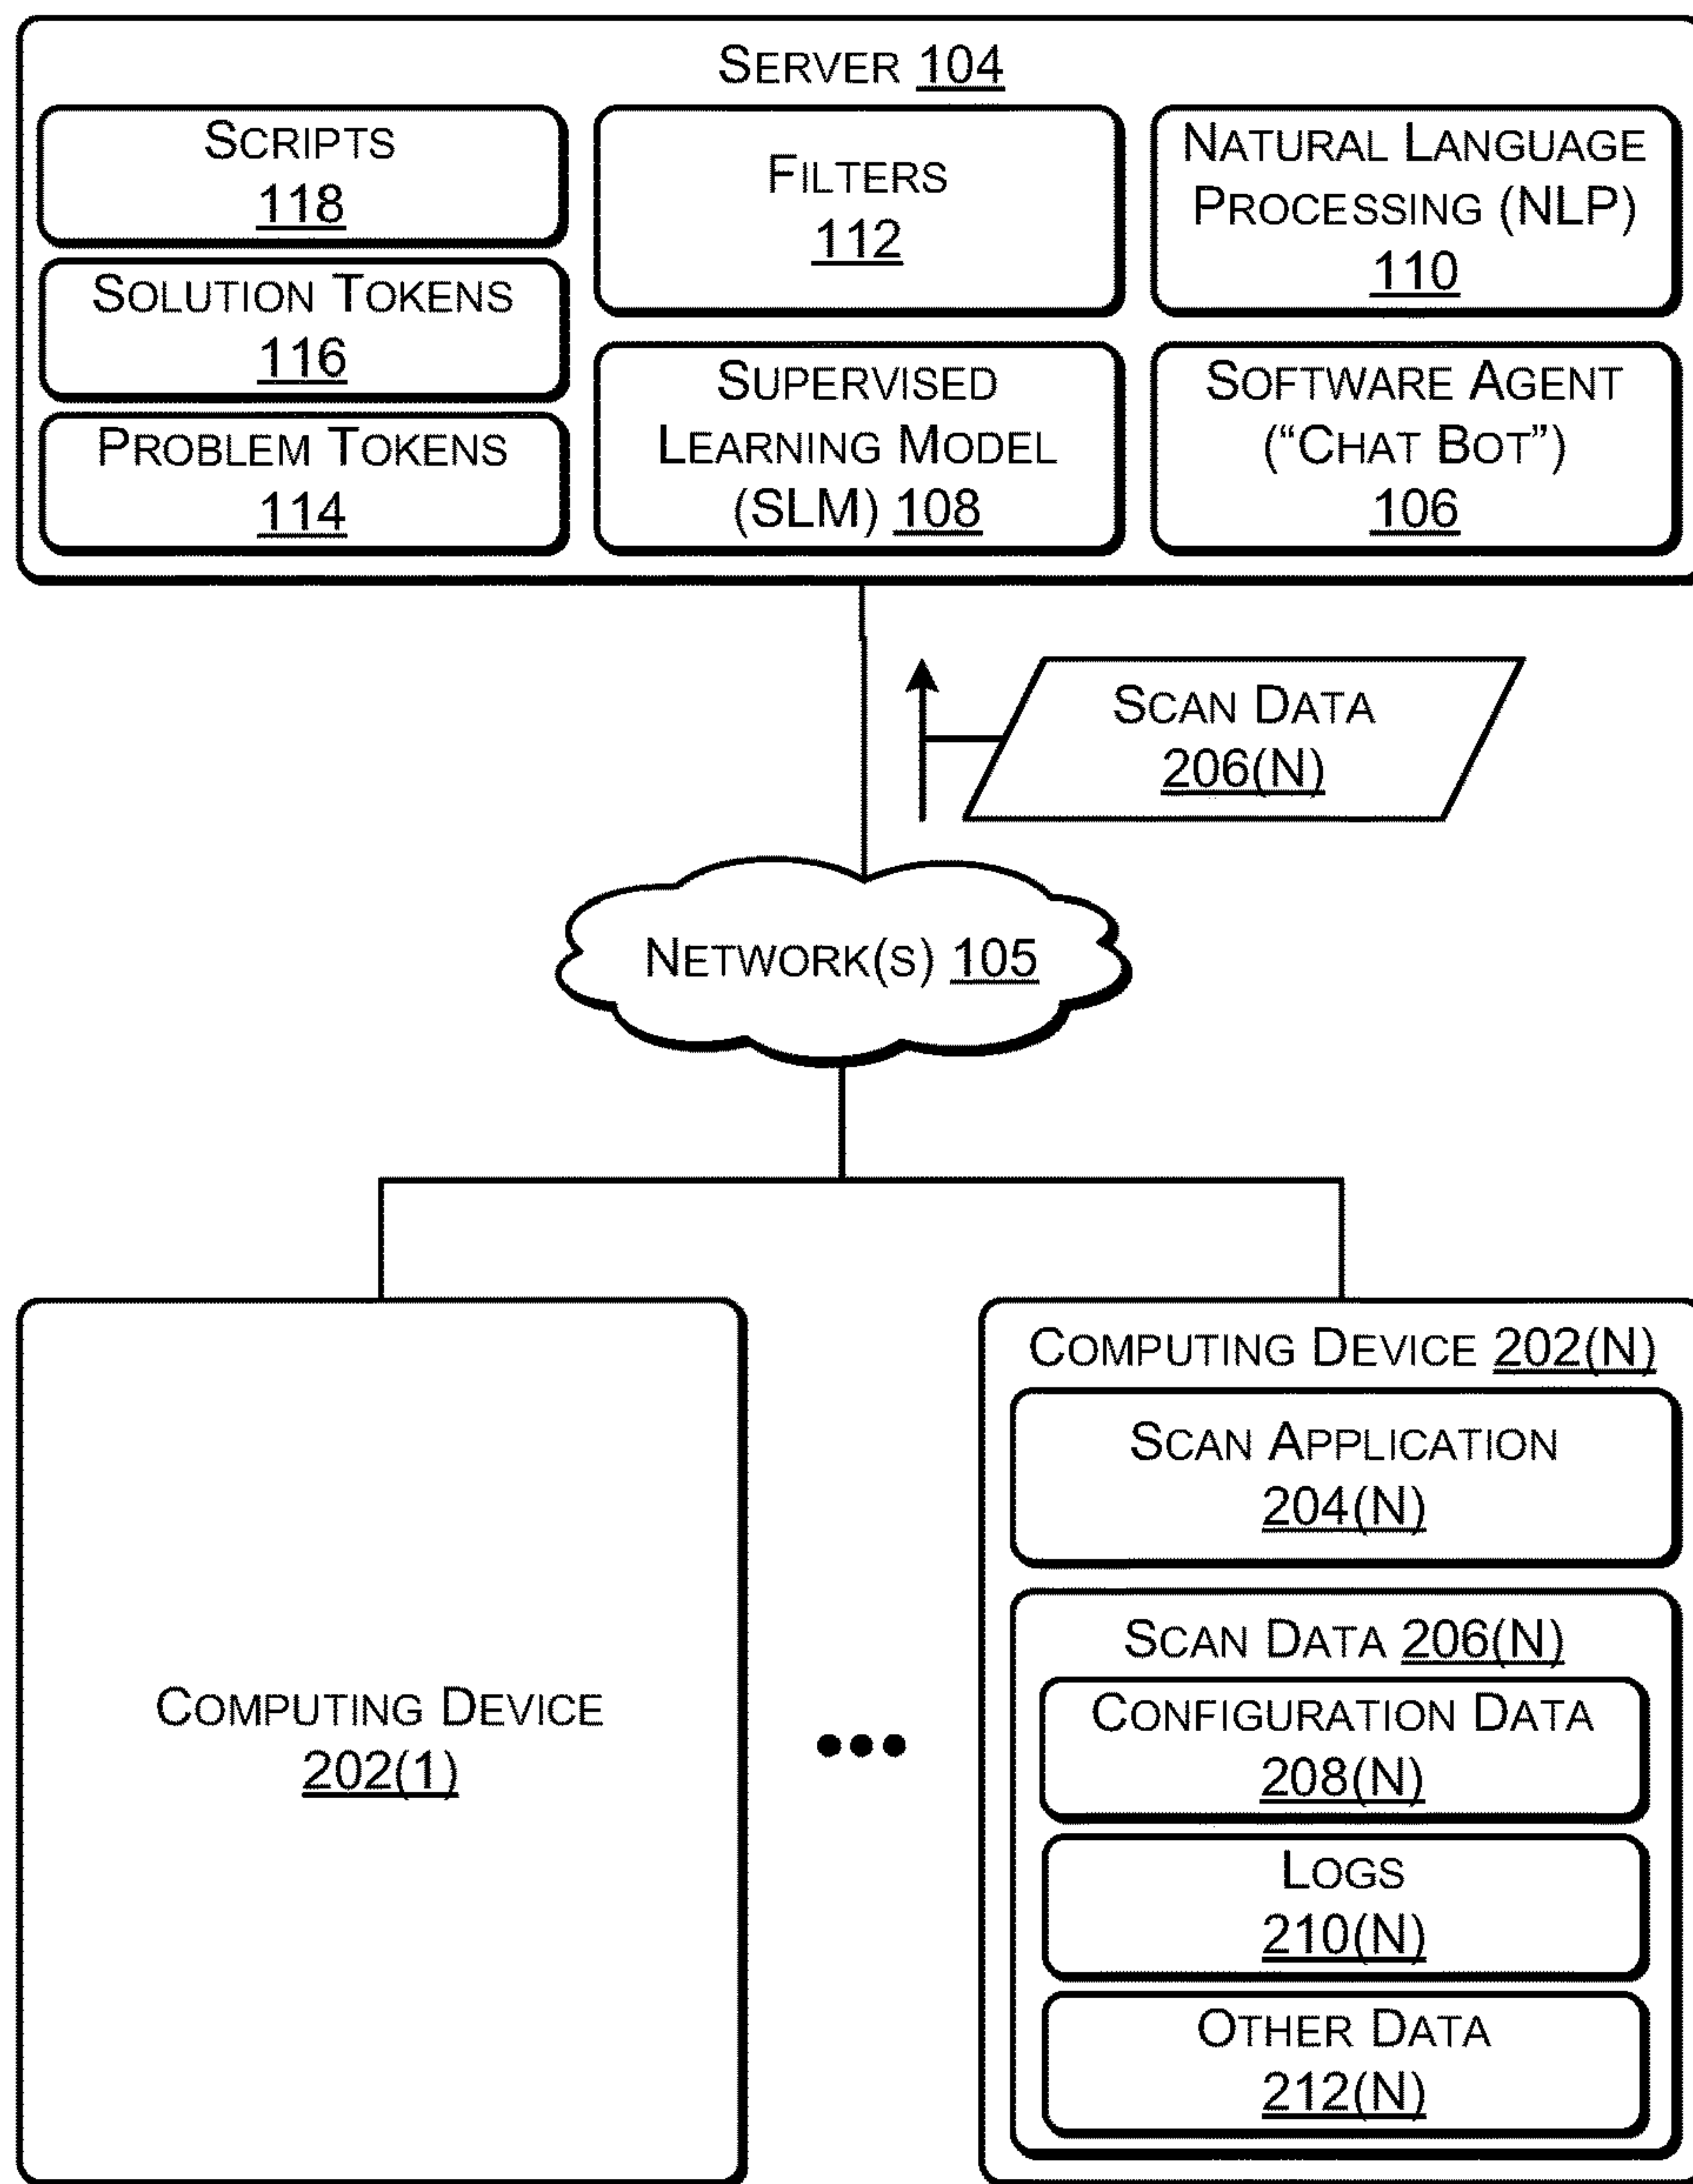 SERVER 104
SCRIPTS
118
SOLUTION TOKENS
116
PROBLEM TOKENS
114
FILTERS
112
SUPERVISED
LEARNING MODEL
(SLM) 108
NATURAL LANGUAGE
PROCESSING (NLP)
110
SOFTWARE AGENT
("CHAT BOT")
106
SCAN DATA
206(N)
NETWORK(S) 105
COMPUTING DEVICE
202(1)
COMPUTING DEVICE 202(N)
SCAN APPLICATION
204(N)
SCAN DATA 206(N)
CONFIGURATION DATA
208(N)
LOGS
210(N)
OTHER DATA
212(N)